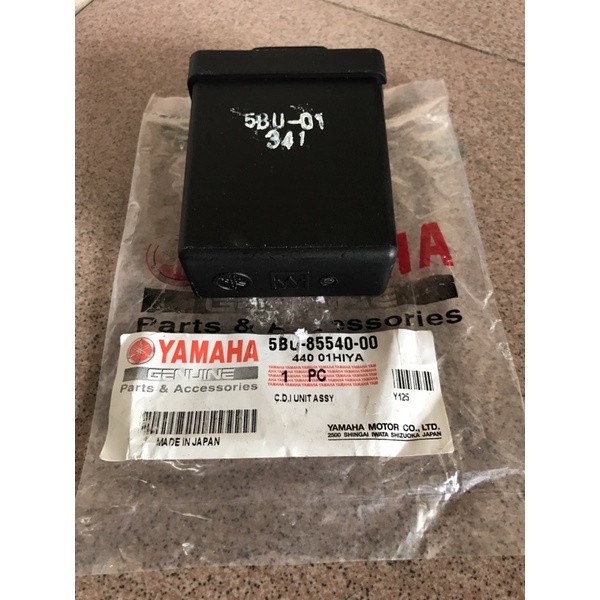 5BU-01
341
YAMAHA
Parts & Accessories
YAMAHA
GENUINE
Parts & Accessories
MADE IN JAPAN
5BU-85540-00
440 01HIYA
1 PC
C.D.I UNIT ASSY
Y125
YAMAHA MOTOR CO., LTD.
2500 SHINGAI IWATA SHIZUOKA JAPAN